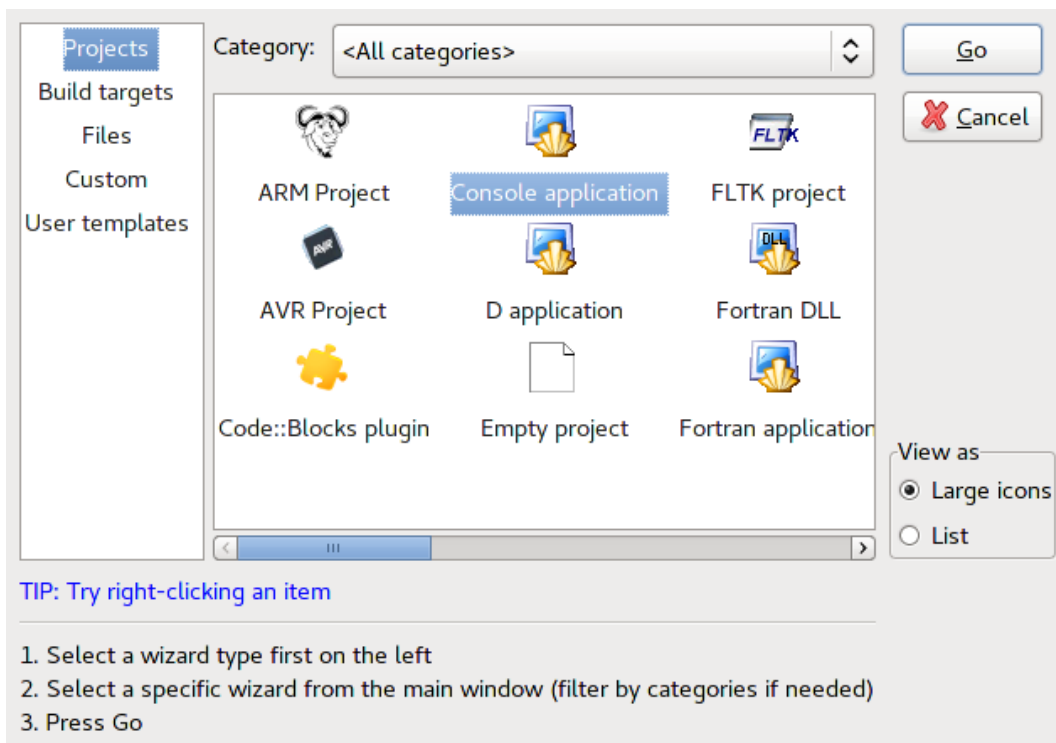 Projects
Build targets
Files
Custom
User templates
Category: <All categories>
FLTK
ARM Project Console application FLTK project
AVR DLL
AVR Project D application Fortran DLL
Code::Blocks plugin Empty project Fortran application
Go
Cancel
View as
Large icons
List
TIP: Try right-clicking an item
1. Select a wizard type first on the left
2. Select a specific wizard from the main window (filter by categories if needed)
3. Press Go